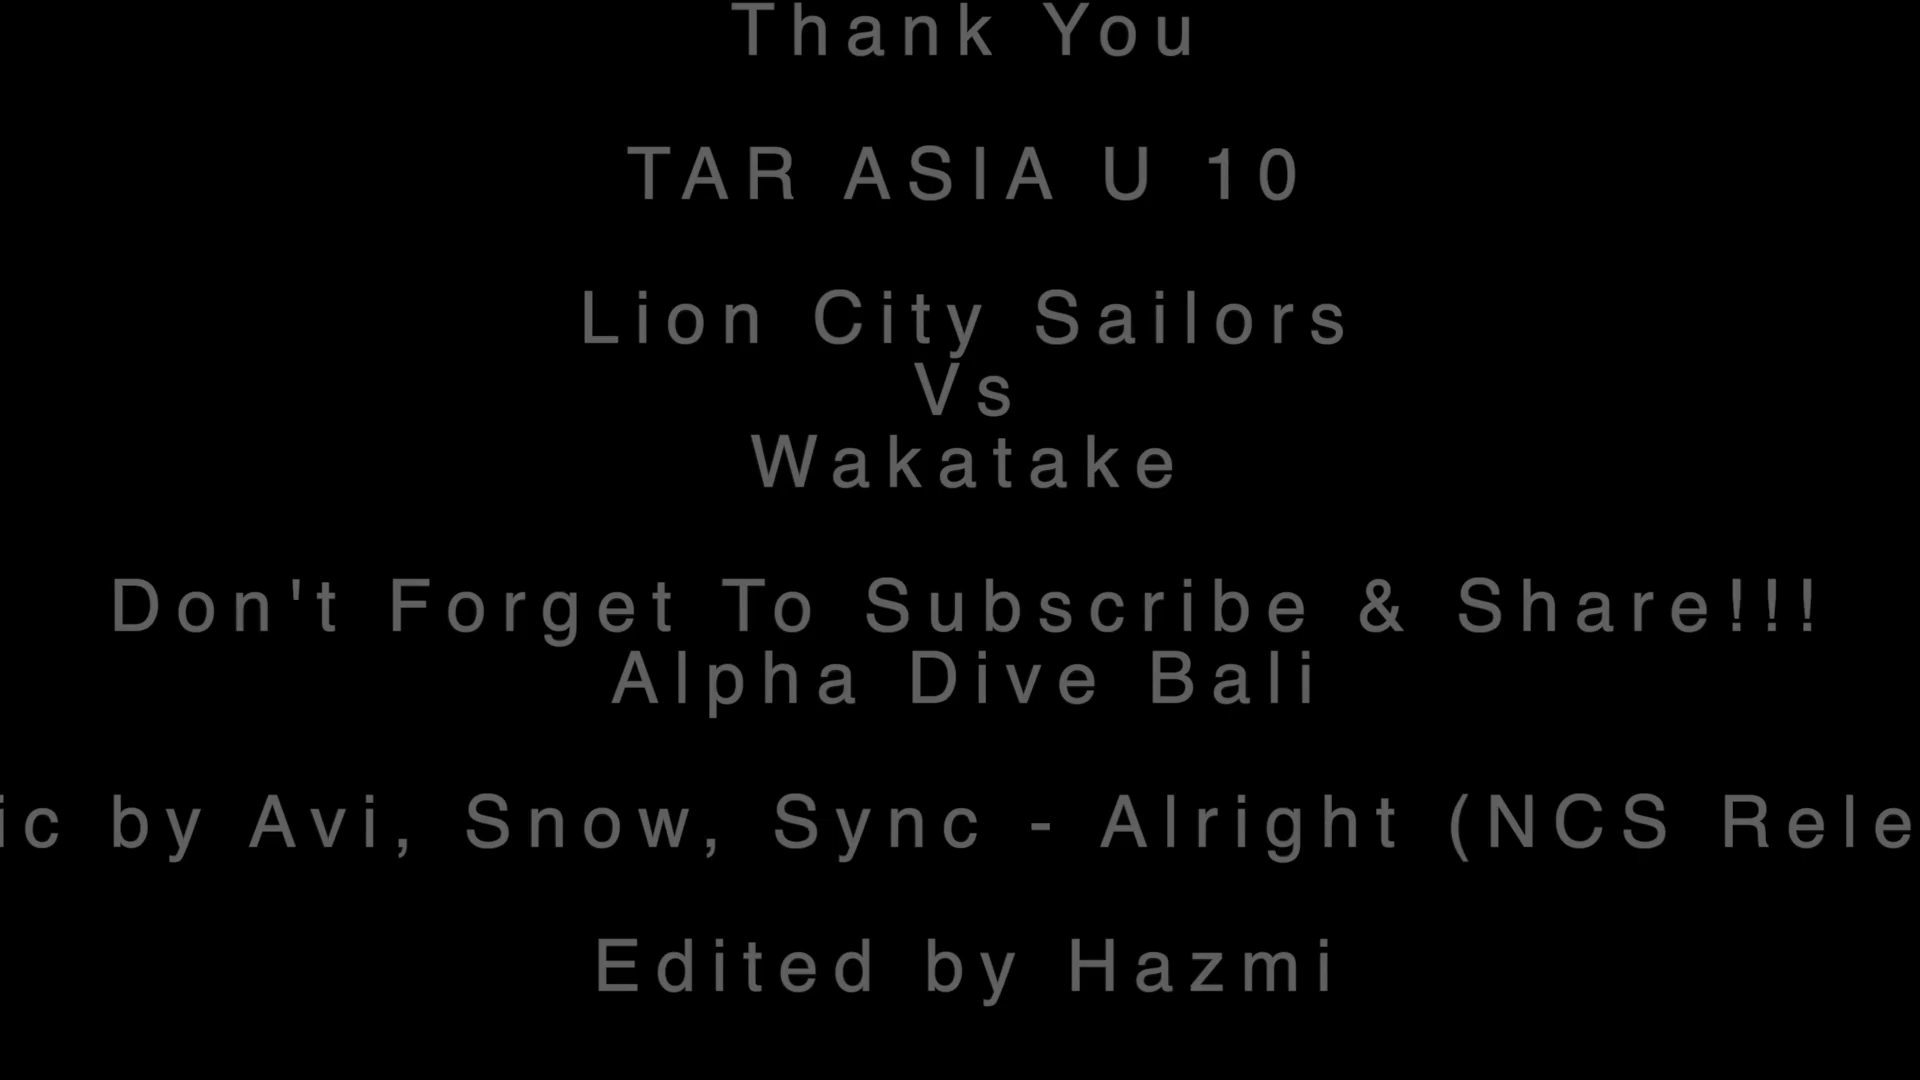 Thank You
TAR ASIA U 10
Lion City Sailors
Vs
Wakatake
Don't Forget To Subscribe & Share!!!
Alpha Dive Bali
ic by Avi, Snow, Sync - Alright (NCS Rele
Edited by Hazmi